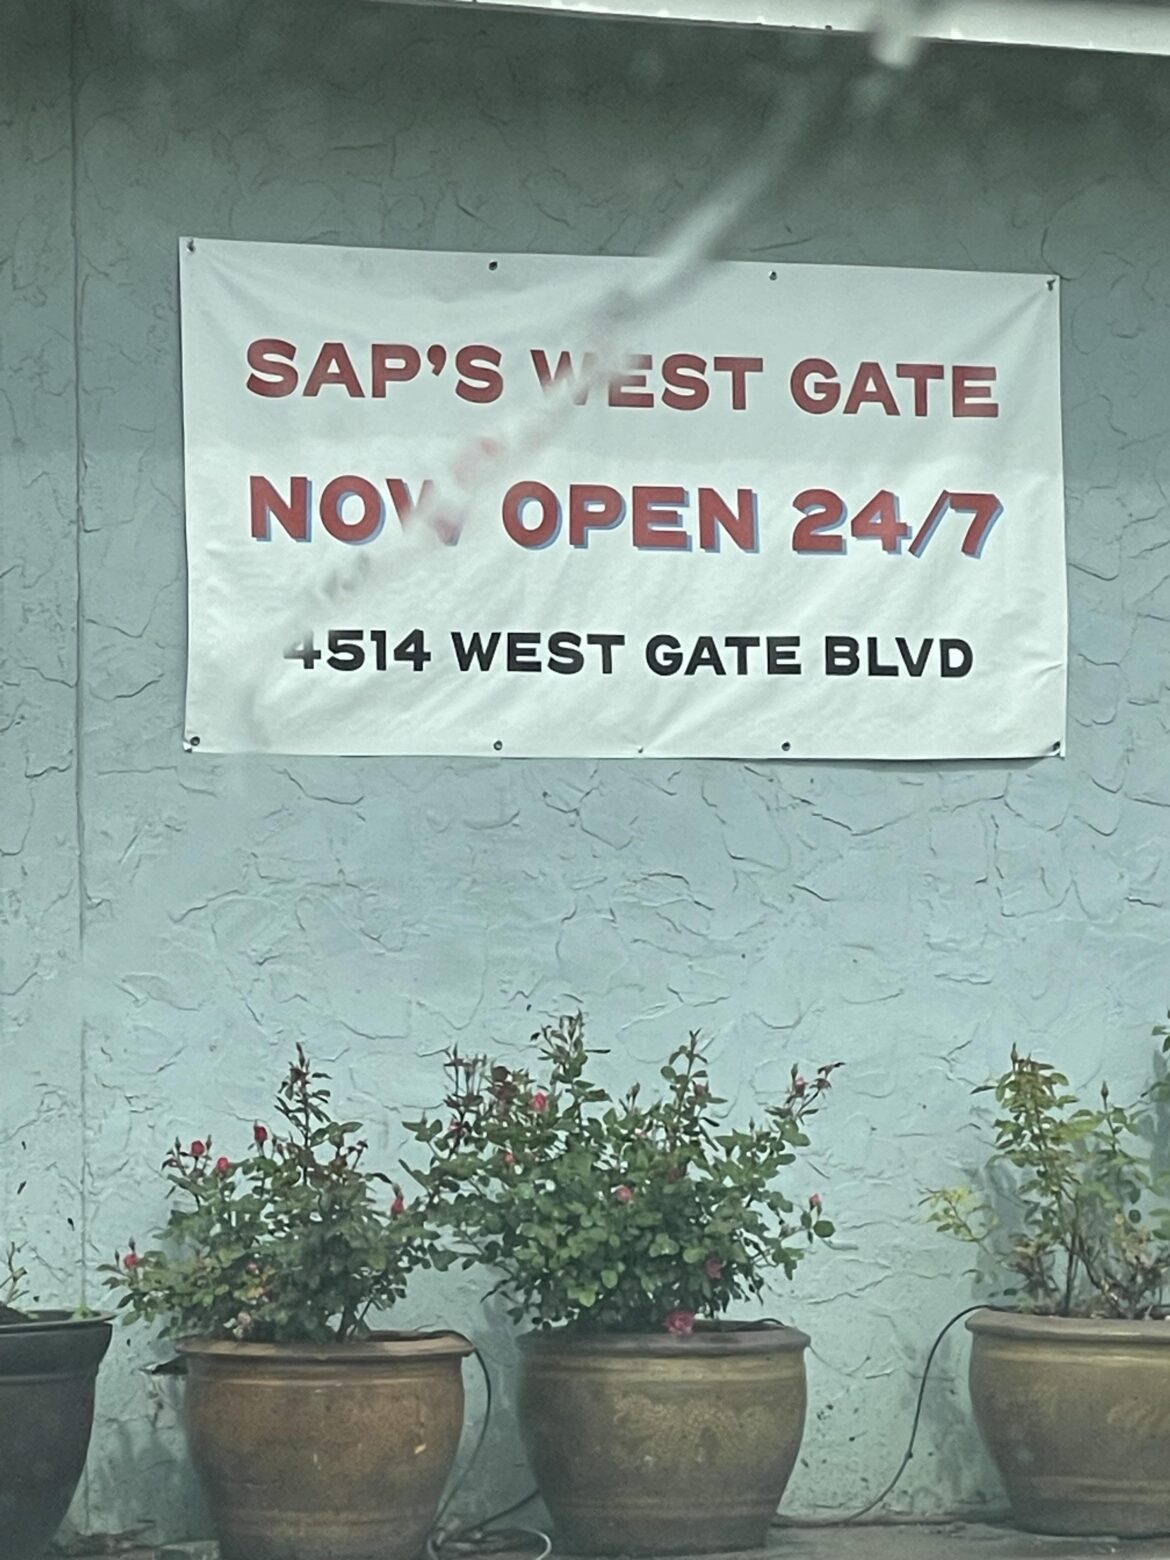 SAP'S WEST GATE
NOW OPEN 24/7
4514 WEST GATE BLVD